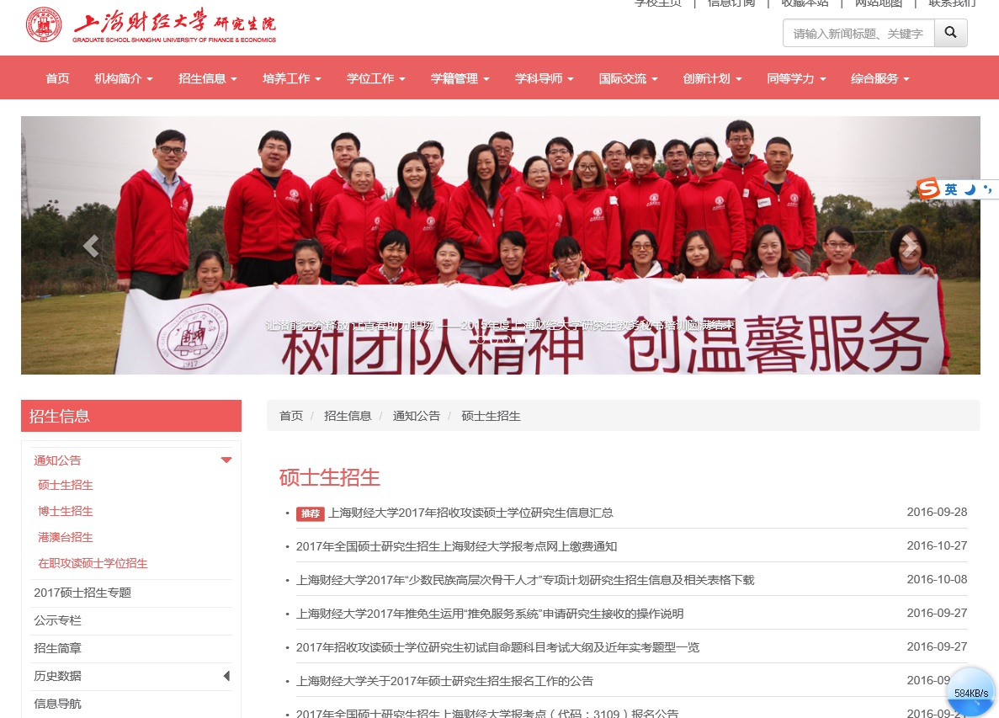 学校主页 | 信息订阅 | 收藏本站 | 网站地图 | 联系我们
上海财经大学 研究生院
GRADUATE SCHOOL SHANGHAI UNIVERSITY OF FINANCE & ECONOMICS
请输入新闻标题、关键字
首页 机构简介 招生信息 培养工作 学位工作 学籍管理 学科导师 国际交流 创新计划 同等学力 综合服务
英
让潜能充分释放 让青春助力职场 ——2015年度上海财经大学研究生教务秘书培训圆满结束
树团队精神 创温馨服务
1917
招生信息
首页 / 招生信息 / 通知公告 / 硕士生招生
通知公告
硕士生招生
博士生招生
港澳台招生
在职攻读硕士学位招生
2017硕士招生专题
公示专栏
招生简章
历史数据
信息导航
硕士生招生
推荐 上海财经大学2017年招收攻读硕士学位研究生信息汇总 2016-09-28
2017年全国硕士研究生招生上海财经大学报考点网上缴费通知 2016-10-27
上海财经大学2017年“少数民族高层次骨干人才”专项计划研究生招生信息及相关表格下载 2016-10-08
上海财经大学2017年推免生运用“推免服务系统”申请研究生接收的操作说明 2016-09-27
2017年招收攻读硕士学位研究生初试自命题科目考试大纲及近年实考题型一览 2016-09-27
上海财经大学关于2017年硕士研究生招生报名工作的公告 2016-09
2017年全国硕士研究生招生上海财经大学报考点（代码：3109）报名公告 2016-09-21
584KB/s